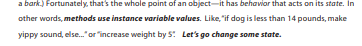 a bark.) Fortunately, that's the whole point of an object—it has behavior that acts on its state. In
other words, methods use instance variable values. Like, “if dog is less than 14 pounds, make
yippy sound, else...” or “increase weight by 5”. Let's go change some state.